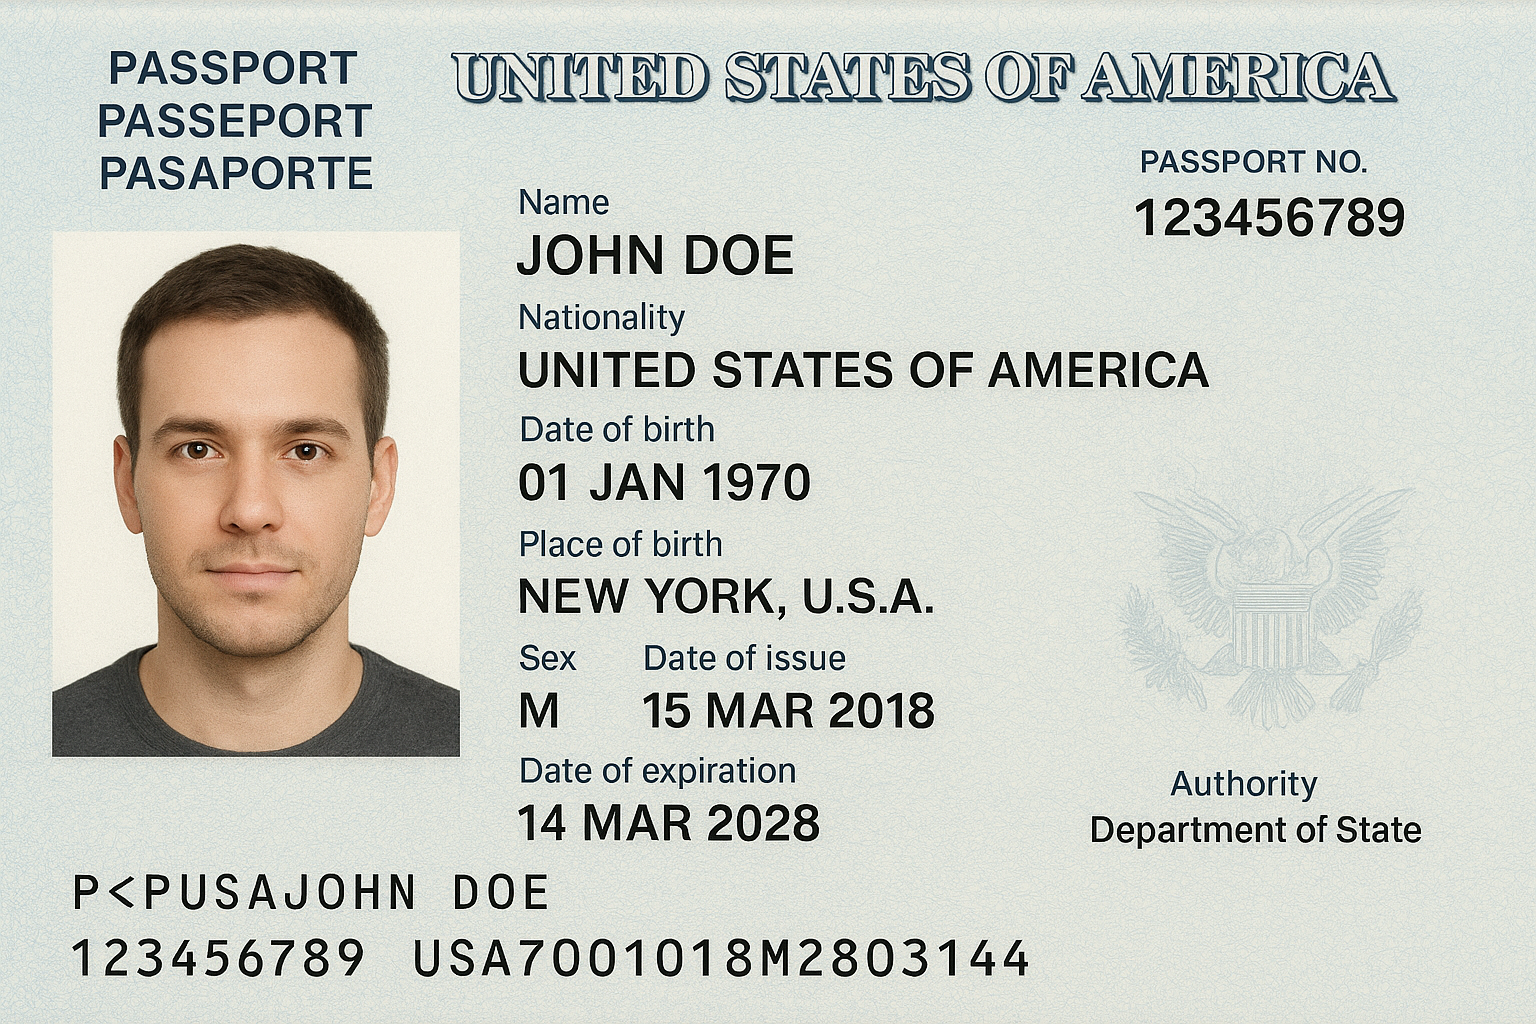 PASSPORT
PASSEPORT
PASAPORTE
UNITED STATES OF AMERICA
PASSPORT NO.
123456789
Name
JOHN DOE
Nationality
UNITED STATES OF AMERICA
Date of birth
01 JAN 1970
Place of birth
NEW YORK, U.S.A.
Sex Date of issue
M 15 MAR 2018
Date of expiration
14 MAR 2028
Authority
Department of State
P<PUSAJOHN DOE
123456789 USA7001018M2803144